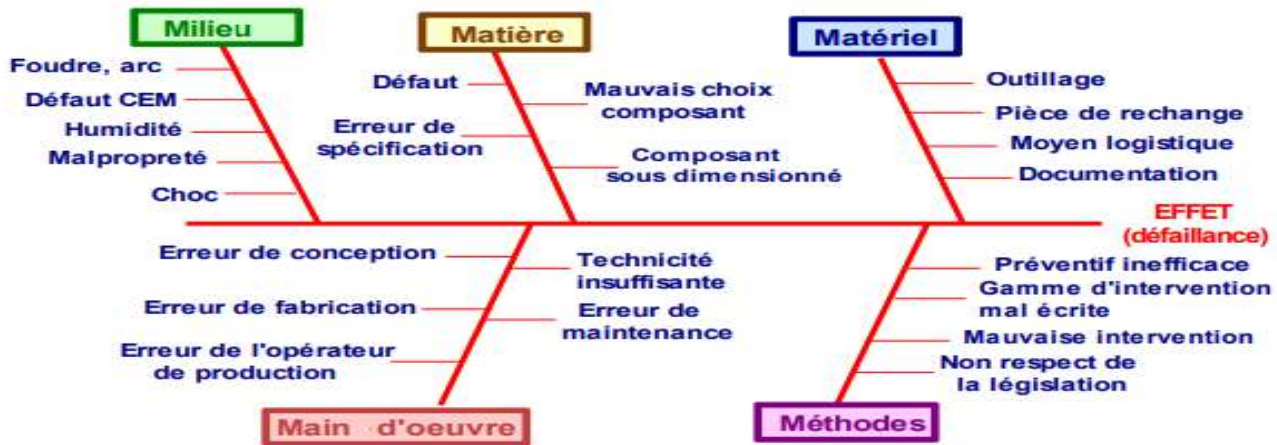 Milieu
Foudre, arc
Défaut CEM
Humidité
Malpropreté
Choc
Matière
Défaut
Erreur de
spécification
Mauvais choix
composant
Composant
sous dimensionné
Matériel
Outillage
Pièce de rechange
Moyen logistique
Documentation
EFFET
(défaillance)
Erreur de conception
Erreur de fabrication
Erreur de l'opérateur
de production
Technicité
insuffisante
Erreur de
maintenance
Main d'oeuvre
Préventif inefficace
Gamme d'intervention
mal écrite
Mauvaise intervention
Non respect de
la législation
Méthodes